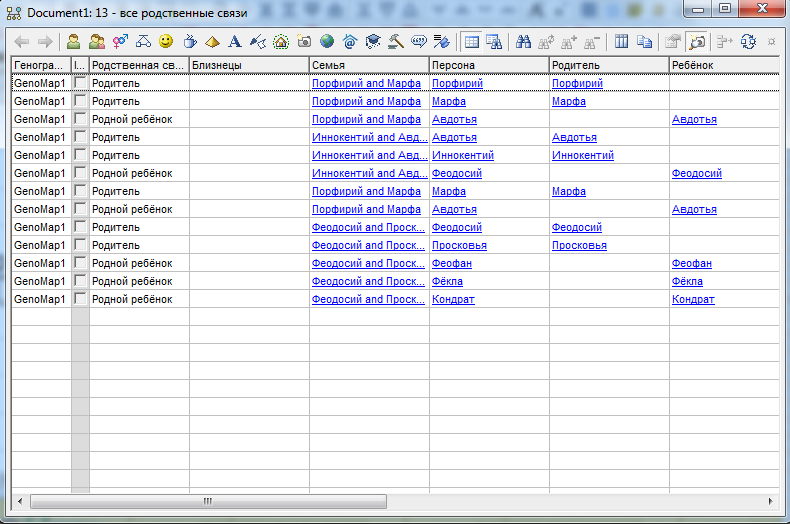 Document1: 13 - все родственные связи
Геногра... I... Родственная св... Близнецы Семья Персона Родитель Ребёнок
GenoMap1 Родитель Порфирий and Марфа Порфирий Порфирий
GenoMap1 Родитель Порфирий and Марфа Марфа Марфа
GenoMap1 Родной ребёнок Порфирий and Марфа Авдотья Авдотья
GenoMap1 Родитель Иннокентий and Авд... Авдотья Авдотья
GenoMap1 Родитель Иннокентий and Авд... Иннокентий Иннокентий
GenoMap1 Родной ребёнок Иннокентий and Авд... Феодосий Феодосий
GenoMap1 Родитель Порфирий and Марфа Марфа Марфа
GenoMap1 Родной ребёнок Порфирий and Марфа Авдотья Авдотья
GenoMap1 Родитель Феодосий and Проск... Феодосий Феодосий
GenoMap1 Родитель Феодосий and Проск... Просковья Просковья
GenoMap1 Родной ребёнок Феодосий and Проск... Феофан Феофан
GenoMap1 Родной ребёнок Феодосий and Проск... Фёкла Фёкла
GenoMap1 Родной ребёнок Феодосий and Проск... Кондрат Кондрат